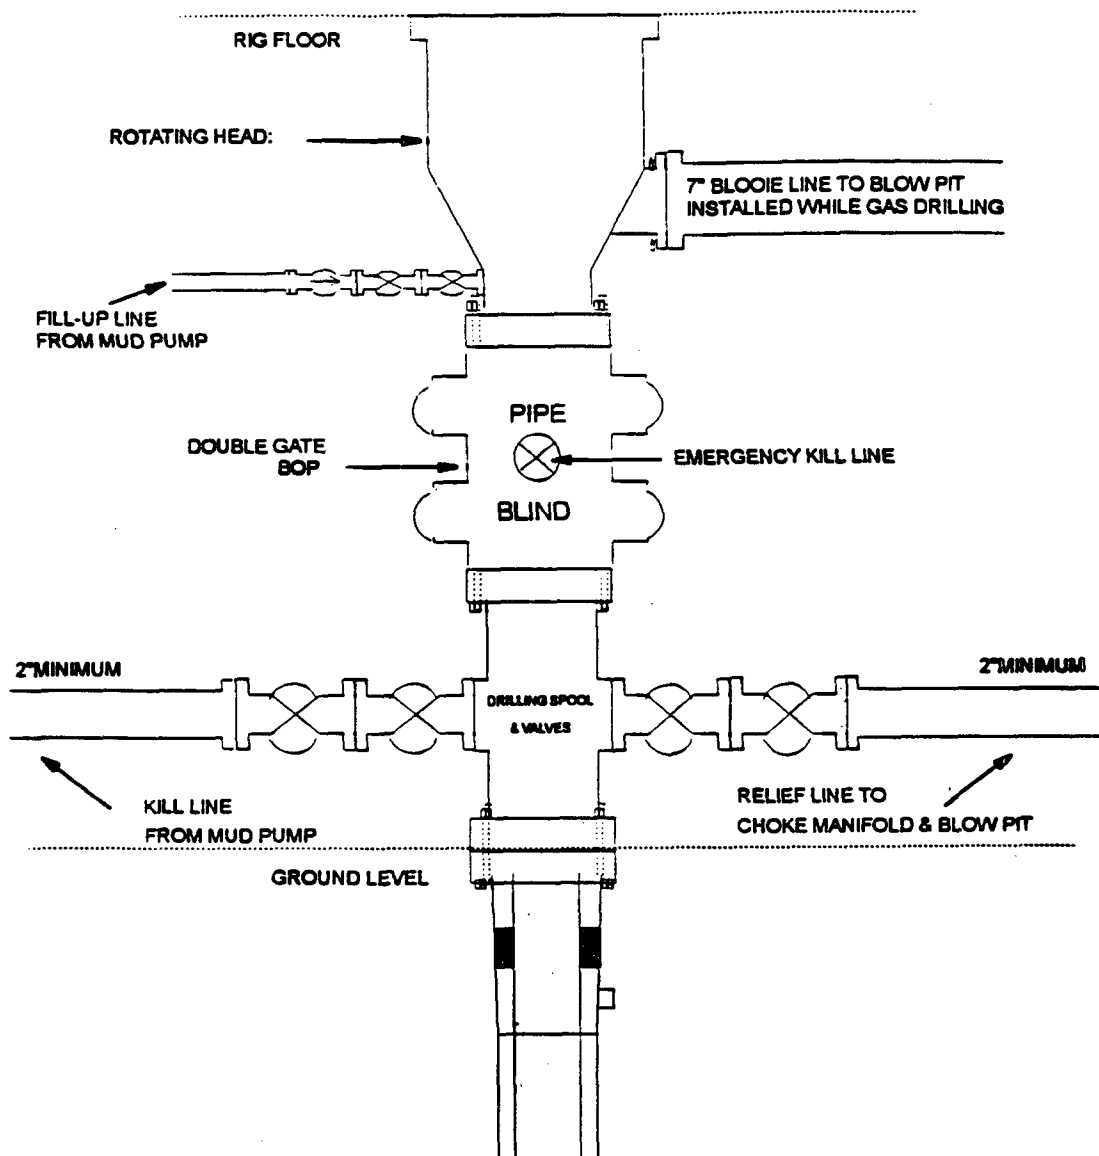 RIG FLOOR
ROTATING HEAD:
7" BLOOIE LINE TO BLOW PIT
INSTALLED WHILE GAS DRILLING
FILL-UP LINE
FROM MUD PUMP
PIPE
DOUBLE GATE
BOP
EMERGENCY KILL LINE
BLIND
2"MINIMUM
2"MINIMUM
DRILLING SPOOL
& VALVES
KILL LINE
FROM MUD PUMP
RELIEF LINE TO
CHOKE MANIFOLD & BLOW PIT
GROUND LEVEL